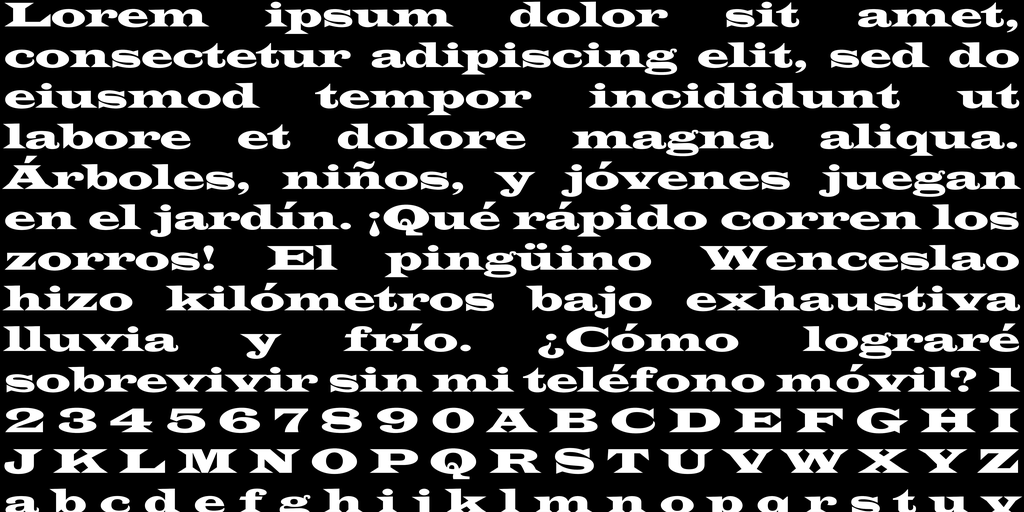 Lorem ipsum dolor sit amet,
consectetur adipiscing elit, sed do
eiusmod tempor incididunt ut
labore et dolore magna aliqua.
Árboles, niños, y jóvenes juegan
en el jardín. ¡Qué rápido corren los
zorros! El pingüino Wenceslao
hizo kilómetros bajo exhaustiva
lluvia y frío. ¿Cómo lograré
sobrevivir sin mi teléfono móvil? 1
2 3 4 5 6 7 8 9 0 A B C D E F G H I
J K L M N O P Q R S T U V W X Y Z
a b c d e f g h i j k l m n o p q r s t u v